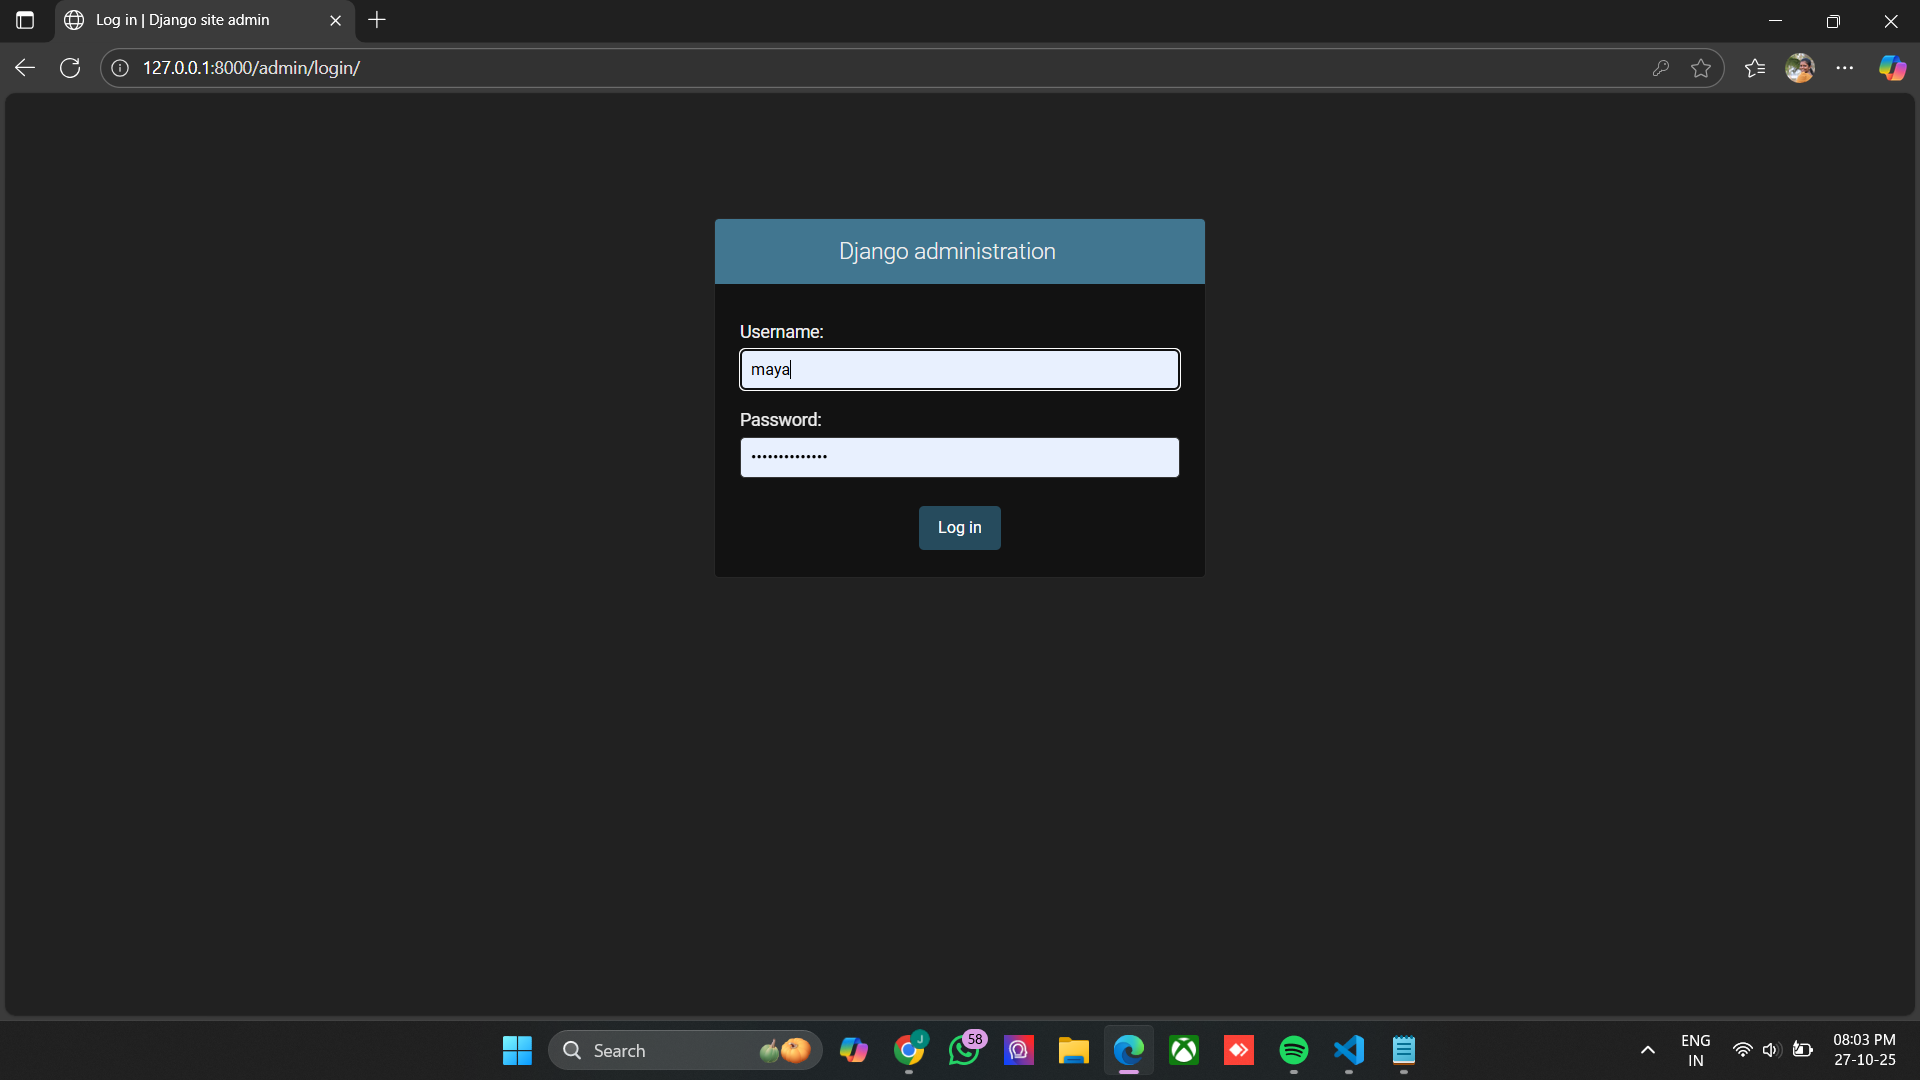 Log in | Django site admin
127.0.0.1:8000/admin/login/
Django administration
Username:
maya
Password:
••••••••••••••
Log in
Search
J
58
ENG
IN
08:03 PM
27-10-25